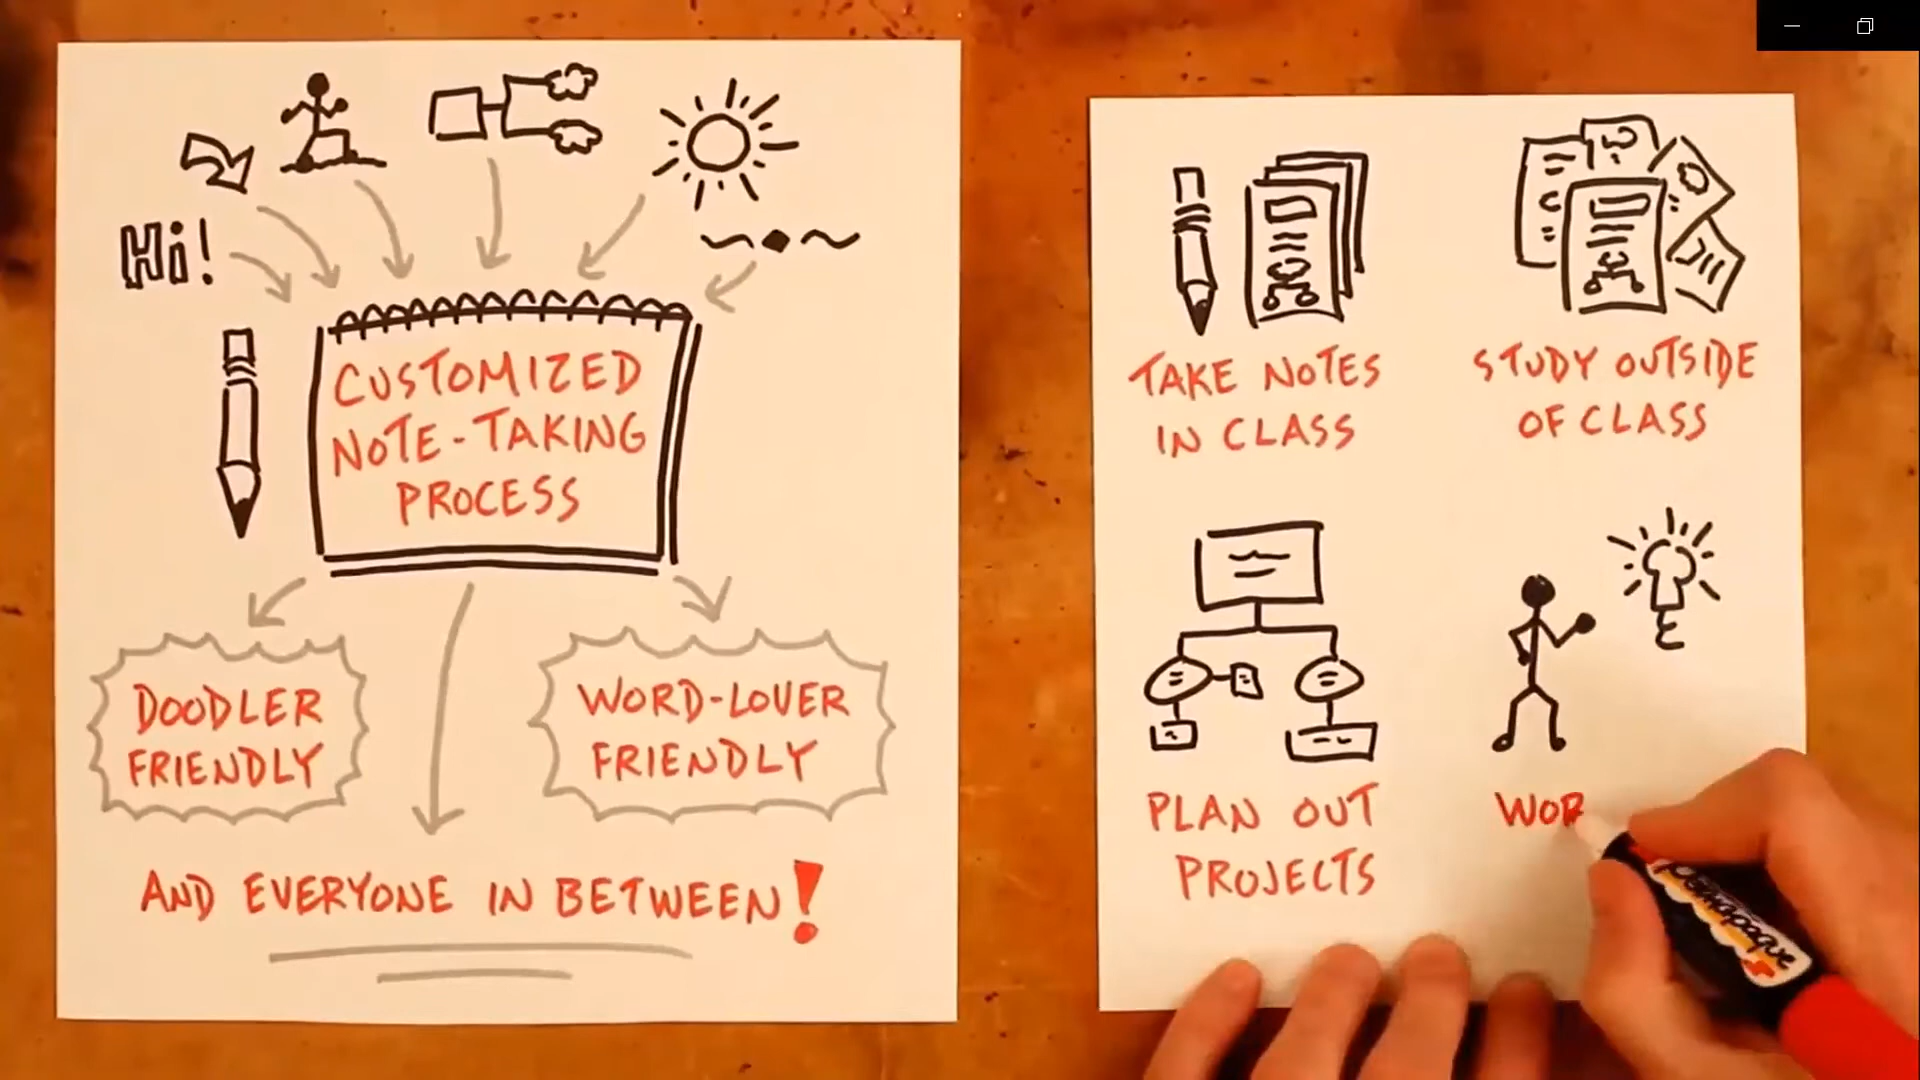 Hi!
CUSTOMIZED
NOTE-TAKING
PROCESS
DOODLER
FRIENDLY
WORD-LOVER
FRIENDLY
AND EVERYONE IN BETWEEN!
TAKE NOTES
IN CLASS
STUDY OUTSIDE
OF CLASS
PLAN OUT
PROJECTS
WOR